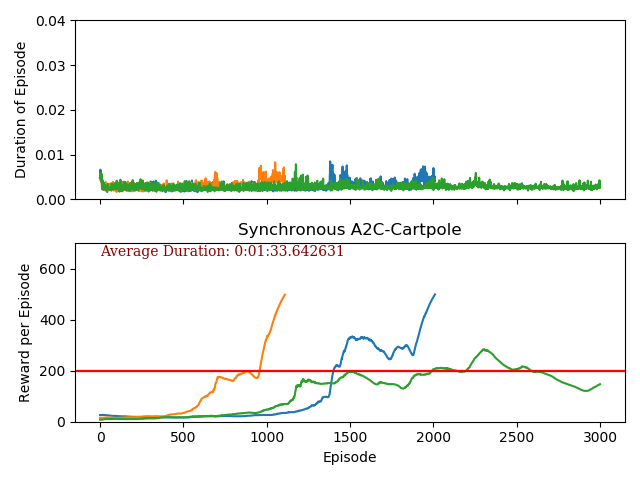 0.04
0.03
0.02
0.01
0.00
Duration of Episode
Synchronous A2C-Cartpole
Average Duration: 0:01:33.642631
600
400
200
0
Reward per Episode
0 500 1000 1500 2000 2500 3000
Episode